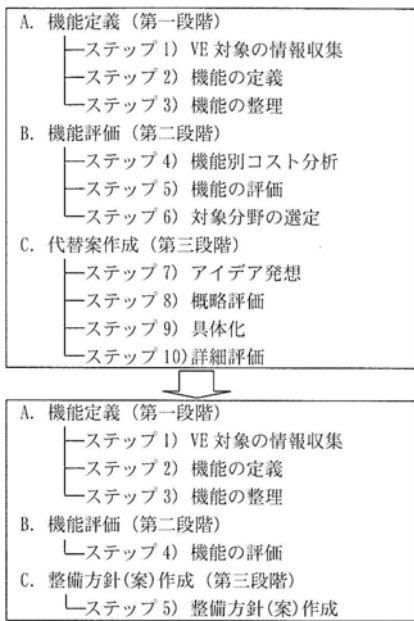 A. 機能定義（第一段階）
ステップ 1) VE 対象の情報収集
ステップ 2) 機能の定義
ステップ 3) 機能の整理
B. 機能評価（第二段階）
ステップ 4) 機能別コスト分析
ステップ 5) 機能の評価
ステップ 6) 対象分野の選定
C. 代替案作成（第三段階）
ステップ 7) アイデア発想
ステップ 8) 概略評価
ステップ 9) 具体化
ステップ 10)詳細評価
A. 機能定義（第一段階）
ステップ 1) VE 対象の情報収集
ステップ 2) 機能の定義
ステップ 3) 機能の整理
B. 機能評価（第二段階）
ステップ 4) 機能の評価
C. 整備方針(案)作成（第三段階）
ステップ 5) 整備方針(案)作成